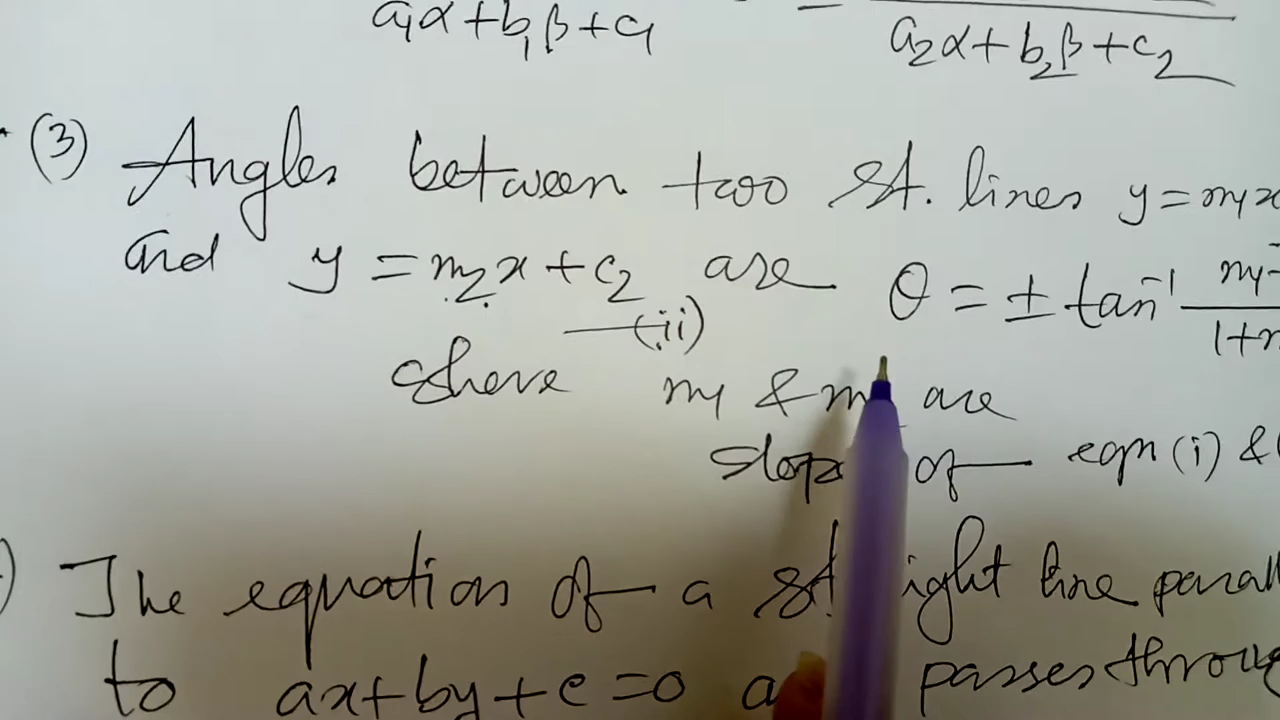 a₁α+b₁β+c₁ a₂α+b₂β+c₂
(3) Angles between two st. lines y=m₁x
and y=m₂x+c₂ are θ=± tan⁻¹ m₁- / 1+
(ii)
where m₁ & m are
slope of eqn (i) &
The equation of a st ight line parall
to ax+by+c=0 a passes throu